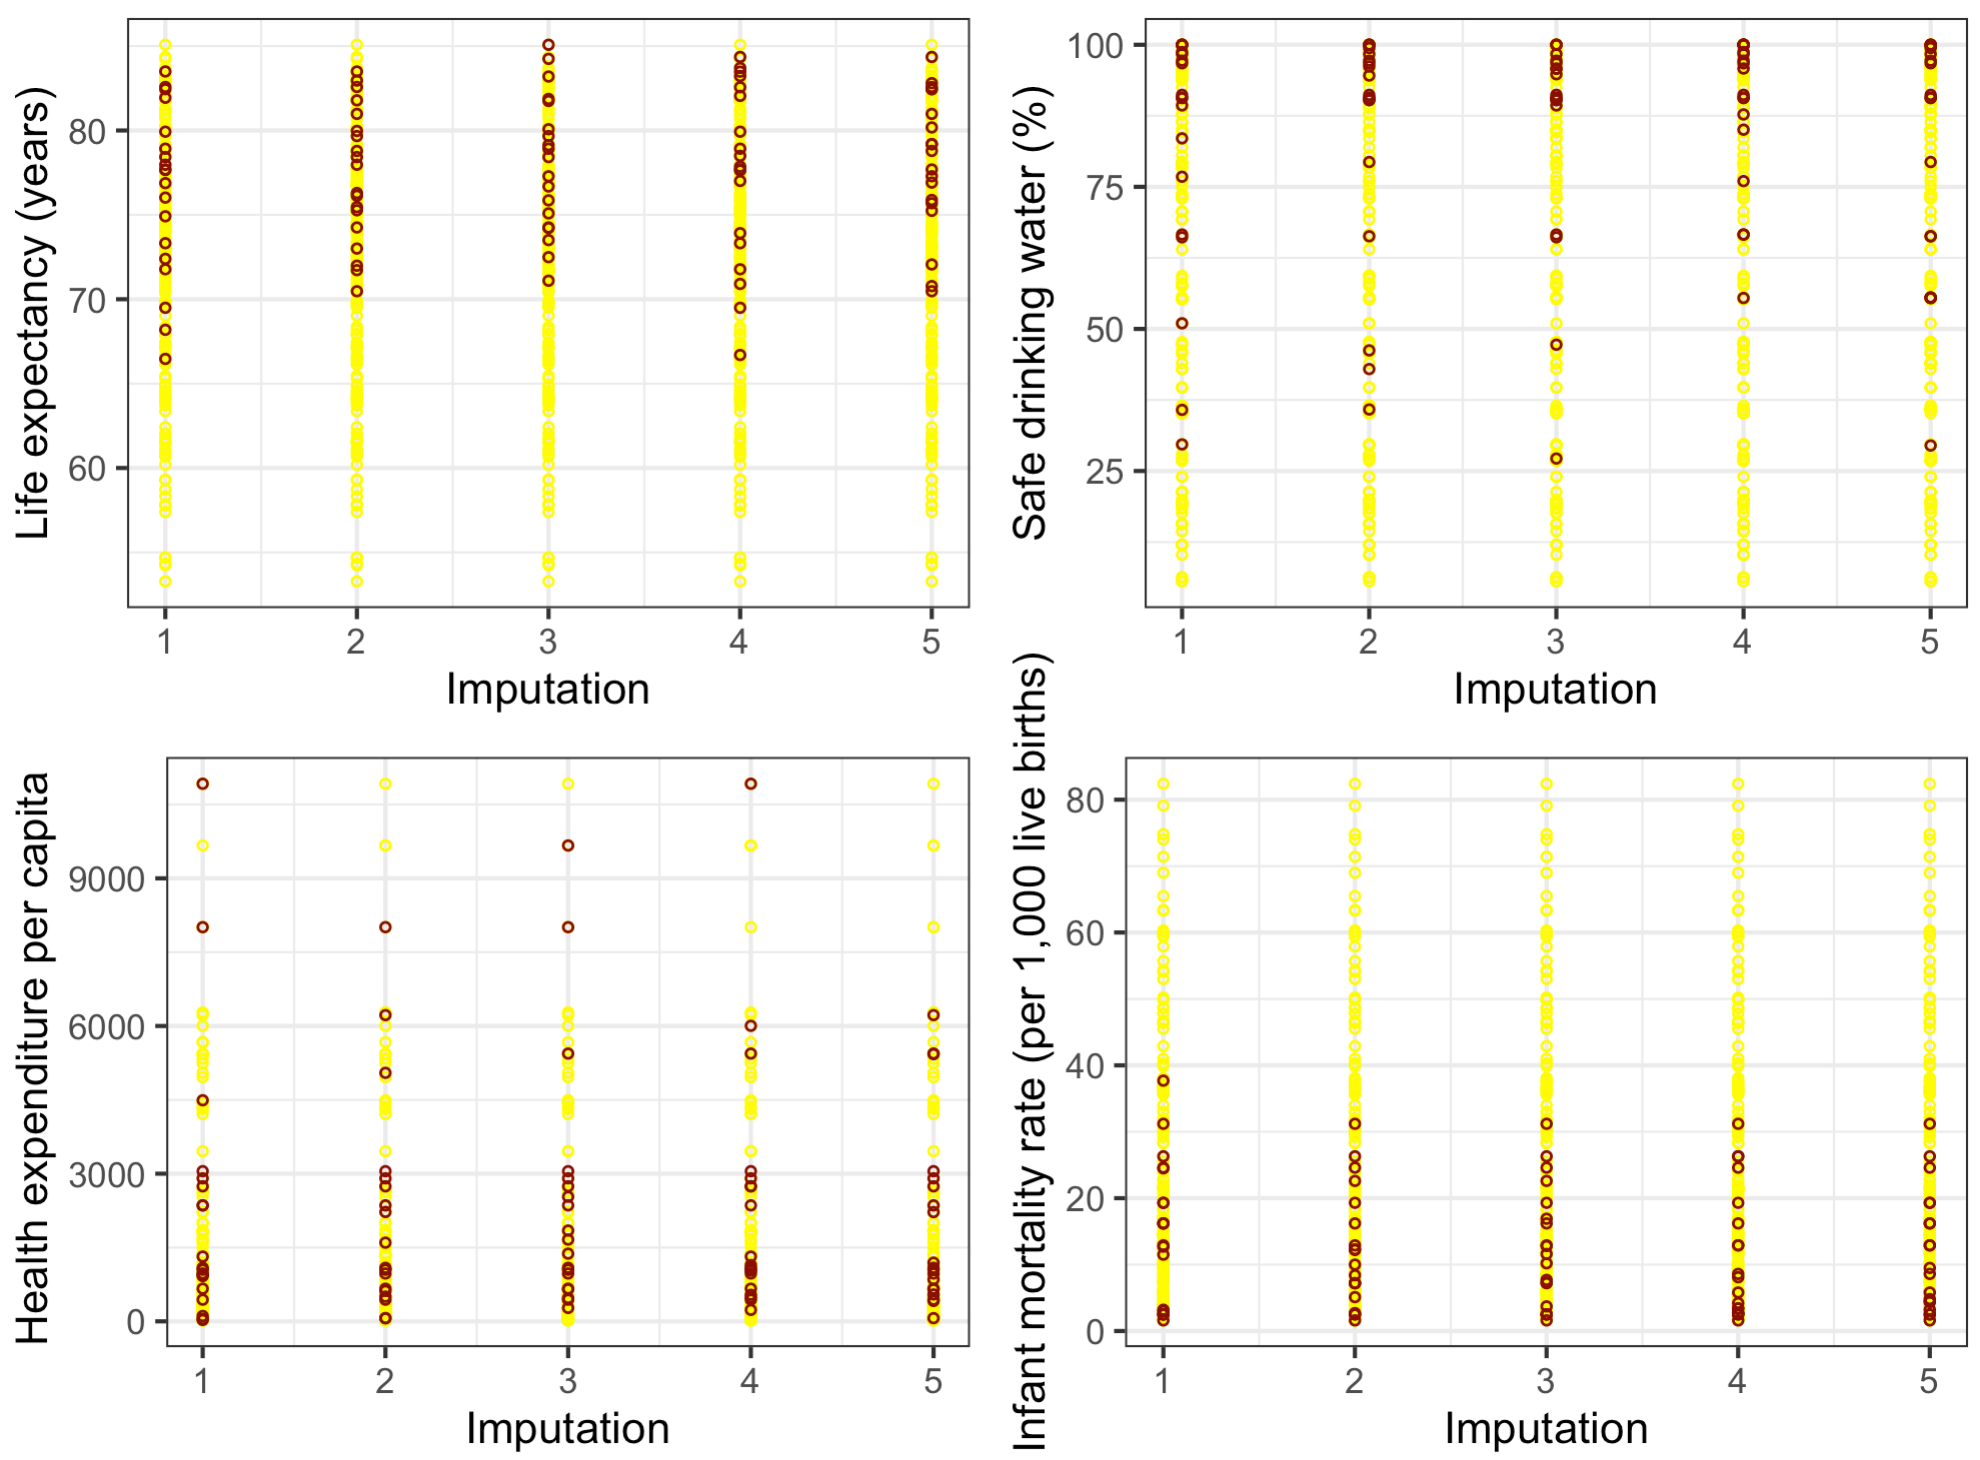 Life expectancy (years)
80
70
60
1 2 3 4 5
Imputation
Safe drinking water (%)
100
75
50
25
1 2 3 4 5
Imputation
Health expenditure per capita
9000
6000
3000
0
1 2 3 4 5
Imputation
Infant mortality rate (per 1,000 live births)
80
60
40
20
0
1 2 3 4 5
Imputation